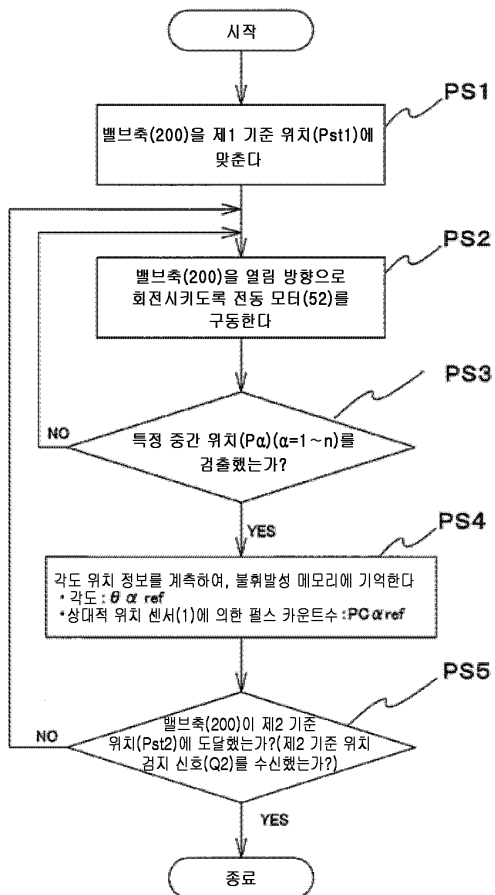 시작
PS1
밸브축(200)을 제1 기준 위치(Pst1)에
맞춘다
PS2
밸브축(200)을 열림 방향으로
회전시키도록 전동 모터(52)를
구동한다
PS3
NO
특정 중간 위치(Pα)(α=1~n)를
검출했는가?
YES
PS4
각도 위치 정보를 계측하여, 불휘발성 메모리에 기억한다
・각도 : θ α ref
・상대적 위치 센서(1)에 의한 펄스 카운트수 : PC α ref
PS5
NO
밸브축(200)이 제2 기준
위치(Pst2)에 도달했는가?(제2 기준 위치
검지 신호(Q2)를 수신했는가?)
YES
종료